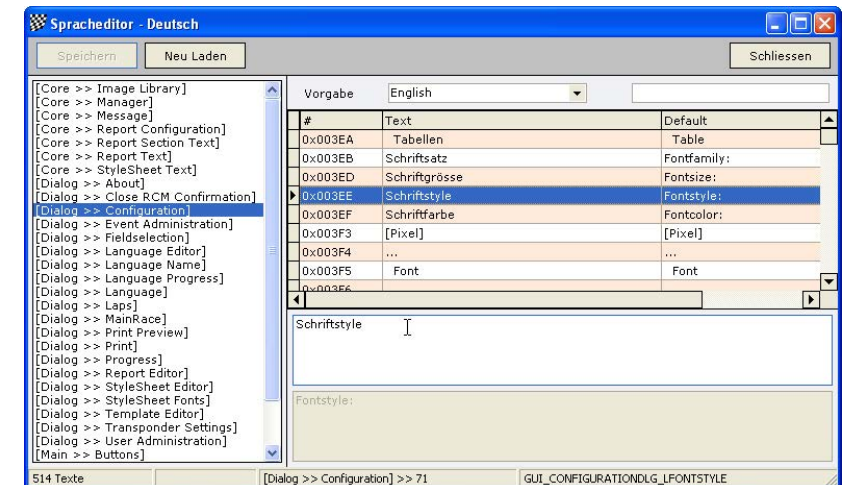 Spracheditor - Deutsch
Speichern Neu Laden Schliessen
[Core >> Image Library]
[Core >> Manager]
[Core >> Message]
[Core >> Report Configuration]
[Core >> Report Section Text]
[Core >> Report Text]
[Core >> StyleSheet Text]
[Dialog >> About]
[Dialog >> Close RCM Confirmation]
[Dialog >> Configuration]
[Dialog >> Event Administration]
[Dialog >> Fieldselection]
[Dialog >> Language Editor]
[Dialog >> Language Name]
[Dialog >> Language Progress]
[Dialog >> Language]
[Dialog >> Laps]
[Dialog >> MainRace]
[Dialog >> Print Preview]
[Dialog >> Print]
[Dialog >> Progress]
[Dialog >> Report Editor]
[Dialog >> StyleSheet Editor]
[Dialog >> StyleSheet Fonts]
[Dialog >> Template Editor]
[Dialog >> Transponder Settings]
[Dialog >> User Administration]
[Main >> Buttons]
Vorgabe English
# Text Default
0x003EA Tabellen Table
0x003EB Schriftsatz Fontfamily:
0x003ED Schriftgrösse Fontsize:
0x003EE Schriftstyle Fontstyle:
0x003EF Schriftfarbe Fontcolor:
0x003F3 [Pixel] [Pixel]
0x003F4 ... ...
0x003F5 Font Font
0x003F6
Schriftstyle
Fontstyle:
514 Texte [Dialog >> Configuration] >> 71 GUI_CONFIGURATIONDLG_LFONTSTYLE